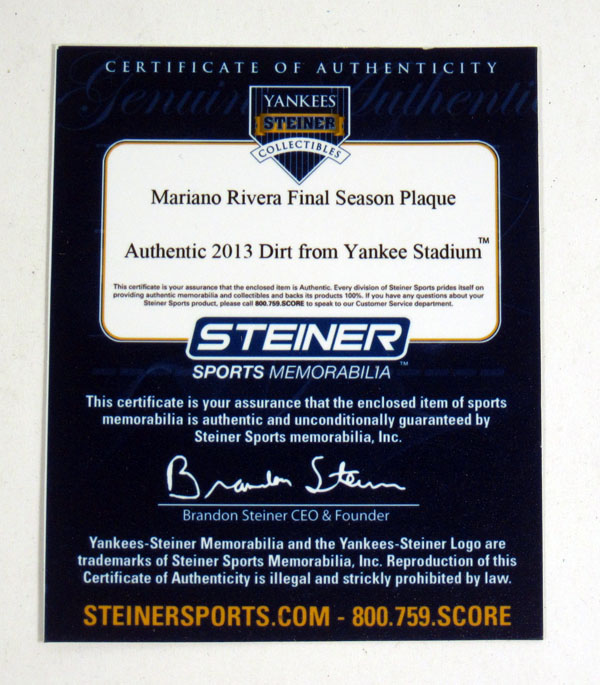 CERTIFICATE OF AUTHENTICITY
Genuine Authentic
YANKEES
STEINER
COLLECTIBLES
Mariano Rivera Final Season Plaque
Authentic 2013 Dirt from Yankee Stadium™
This certificate is your assurance that the enclosed item is Authentic. Every division of Steiner Sports prides itself on
providing authentic memorabilia and collectibles and backs its products 100%. If you have any questions about your
Steiner Sports product, please call 800.759.SCORE to speak to our Customer Service department.
STEINER
SPORTS MEMORABILIA™
This certificate is your assurance that the enclosed item of sports
memorabilia is authentic and unconditionally guaranteed by
Steiner Sports memorabilia, Inc.
Brandon Steiner
Brandon Steiner CEO & Founder
Yankees-Steiner Memorabilia and the Yankees-Steiner Logo are
trademarks of Steiner Sports Memorabilia, Inc. Reproduction of this
Certificate of Authenticity is illegal and strictly prohibited by law.
STEINERSPORTS.COM - 800.759.SCORE